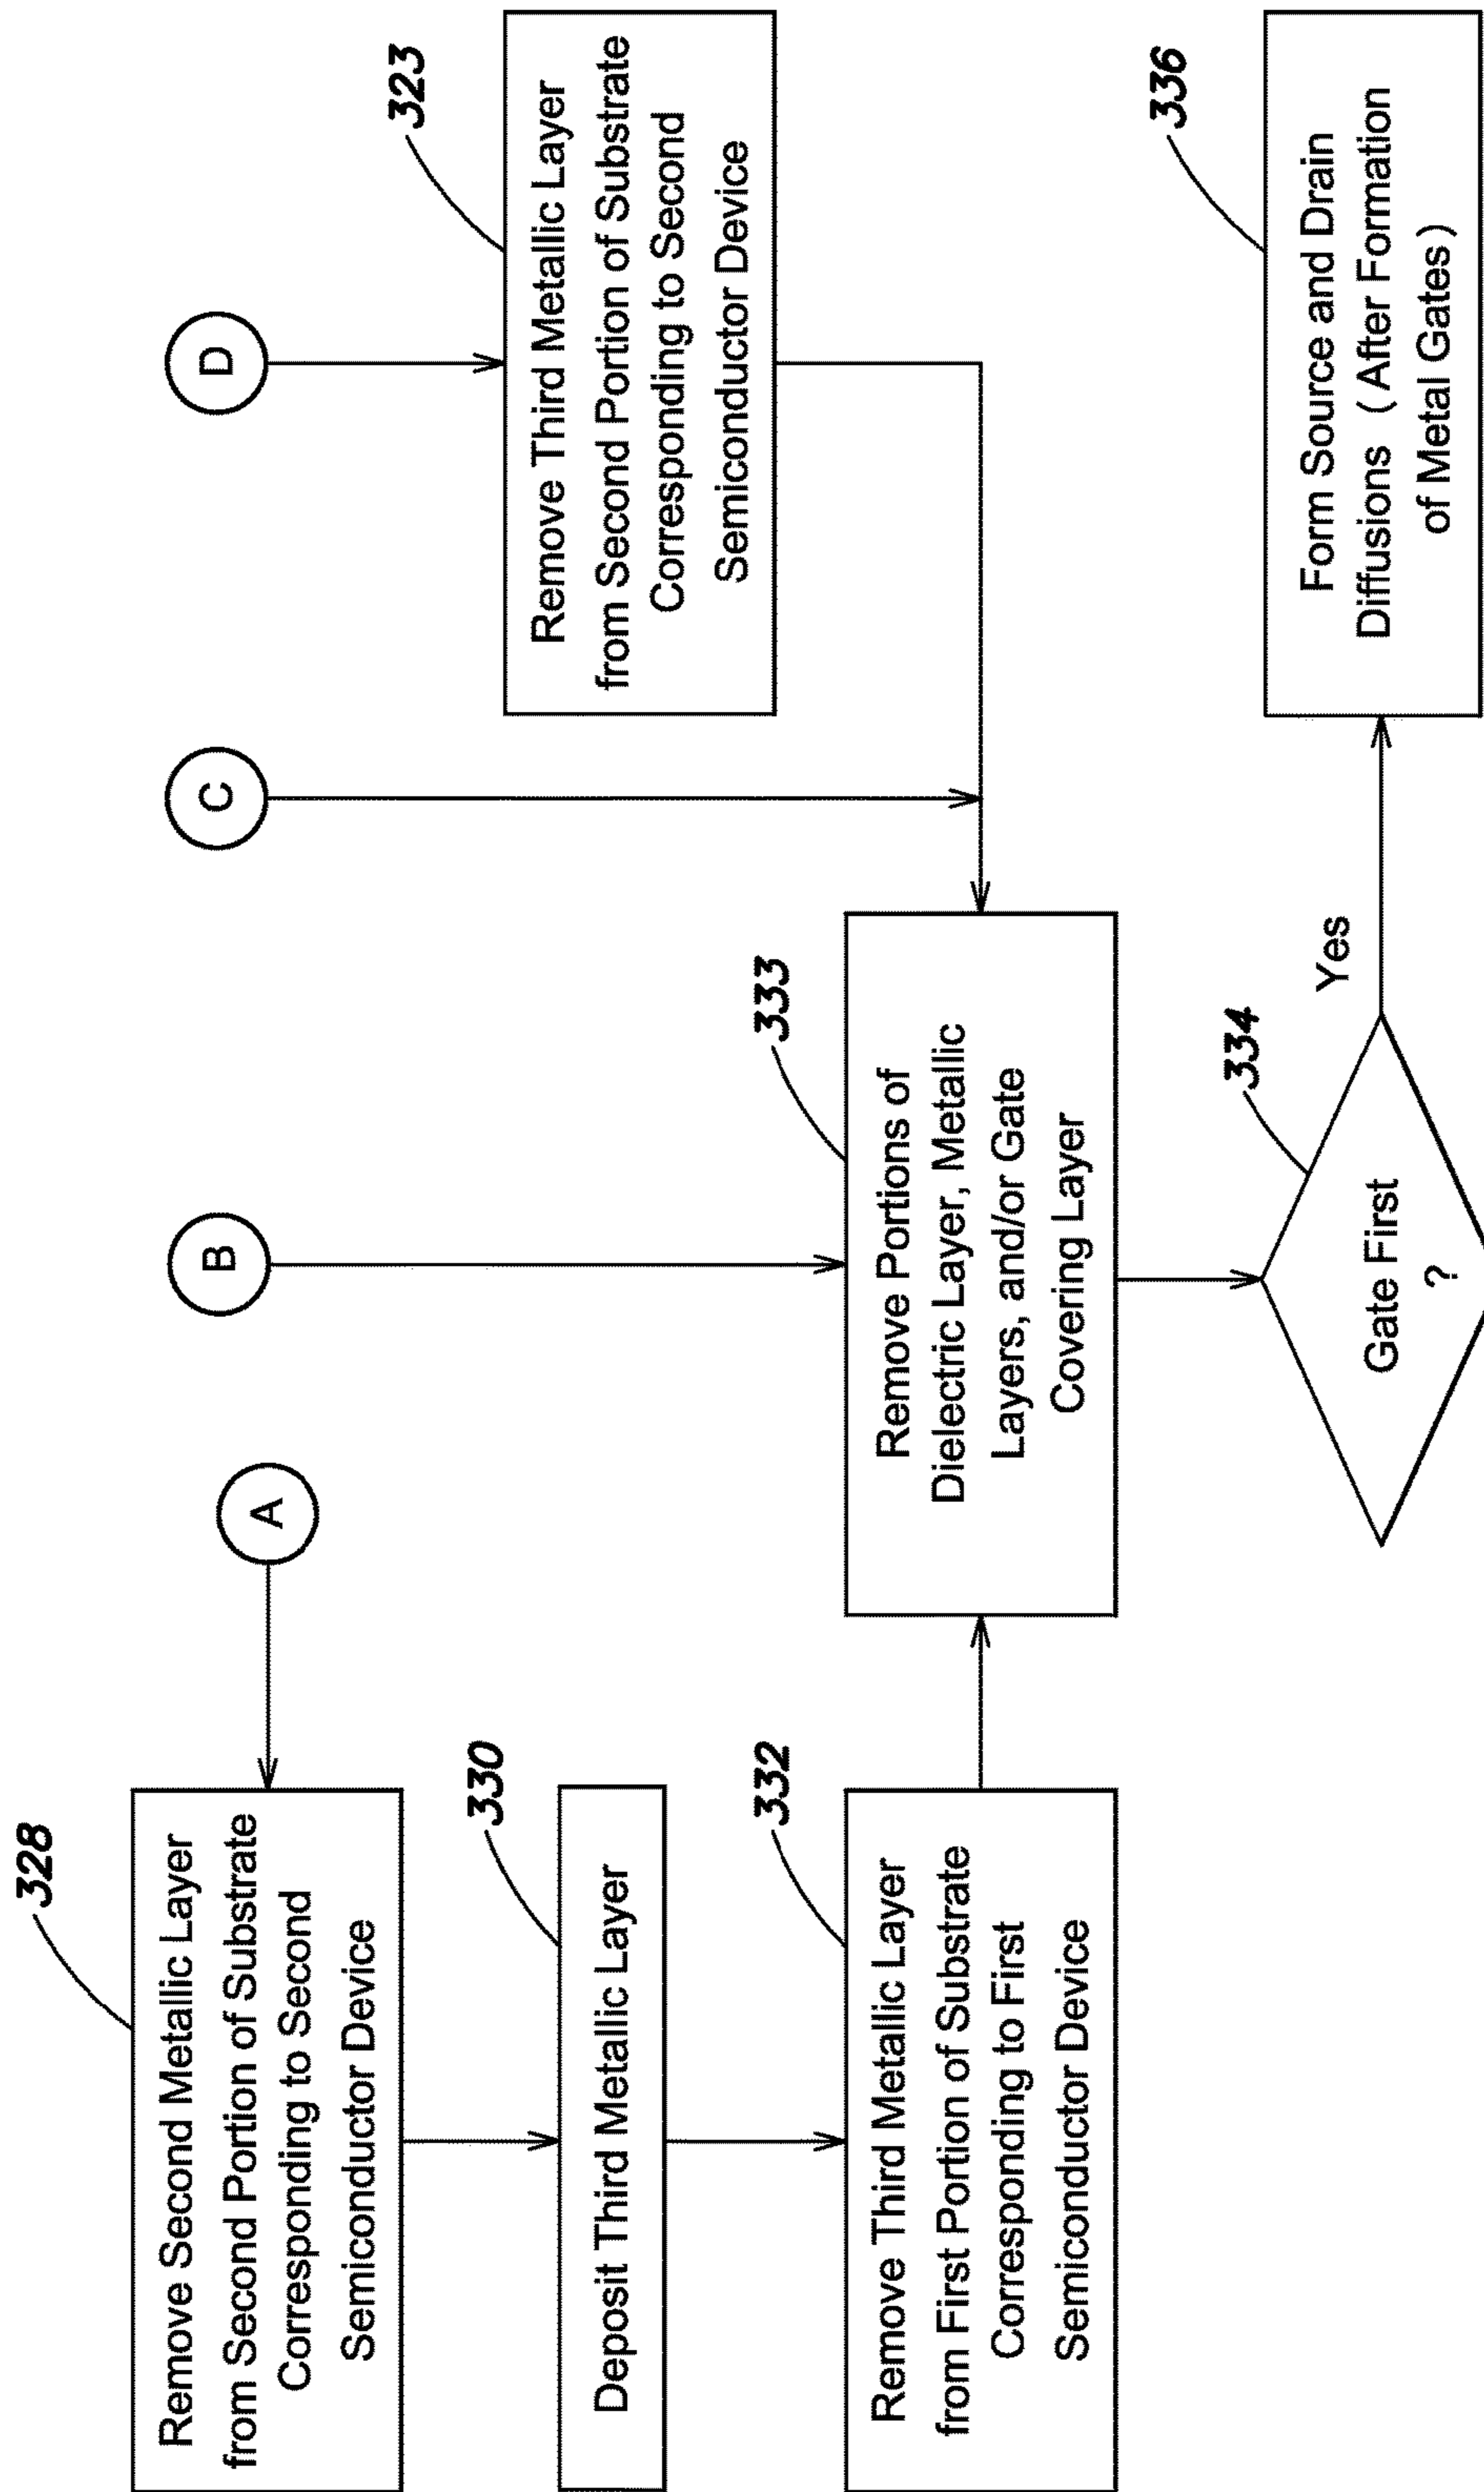 328
Remove Second Metallic Layer
from Second Portion of Substrate
Corresponding to Second
Semiconductor Device
A
B
C
D
330
Deposit Third Metallic Layer
323
Remove Third Metallic Layer
from Second Portion of Substrate
Corresponding to Second
Semiconductor Device
332
Remove Third Metallic Layer
from First Portion of Substrate
Corresponding to First
Semiconductor Device
333
Remove Portions of
Dielectric Layer, Metallic
Layers, and/or Gate
Covering Layer
334
Gate First
?
Yes
336
Form Source and Drain
Diffusions ( After Formation
of Metal Gates )